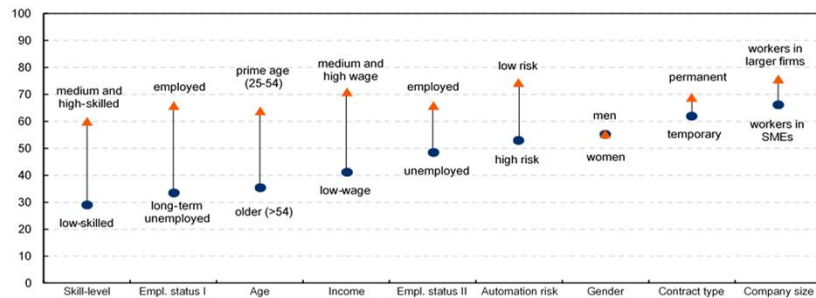 100
90
80
70
60
50
40
30
20
10
0
medium and
high-skilled
low-skilled
employed
long-term
unemployed
prime age
(25-54)
older (>54)
medium and
high wage
low-wage
employed
unemployed
low risk
high risk
men
women
permanent
temporary
workers in
larger firms
workers in
SMEs
Skill-level
Empl. status I
Age
Income
Empl. status II
Automation risk
Gender
Contract type
Company size